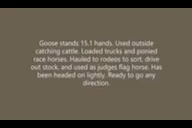 Goose stands 15.1 hands. Used outside
catching cattle. Loaded trucks and ponied
race horses. Hauled to rodeos to sort, drive
out stock, and used as judges flag horse. Has
been headed on lightly. Ready to go any
direction.